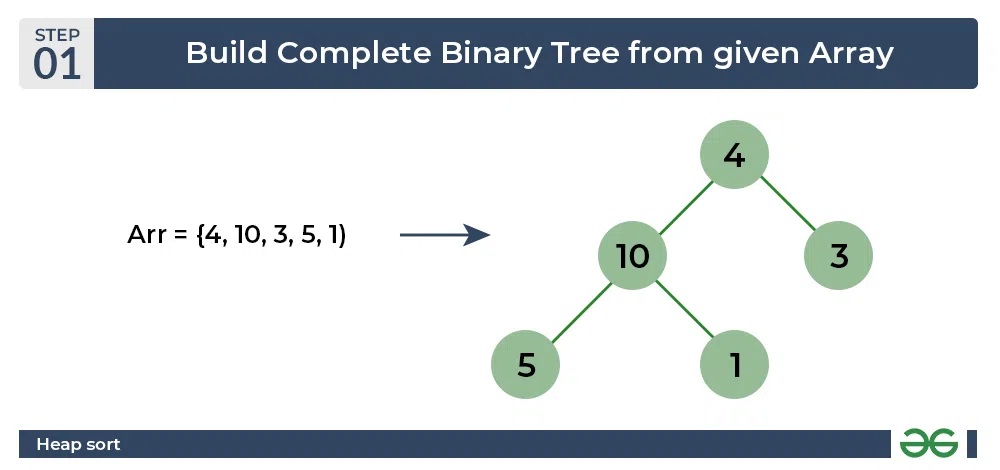 STEP
01
Build Complete Binary Tree from given Array
Arr = {4, 10, 3, 5, 1)
4
10
3
5
1
Heap sort